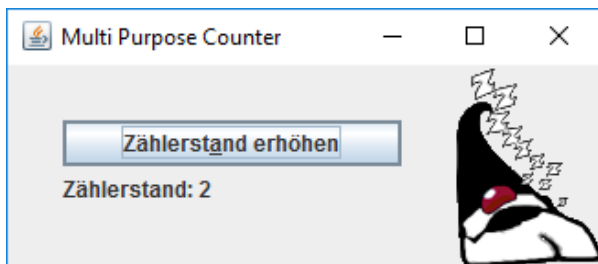 Multi Purpose Counter
Zählerstand erhöhen
Zählerstand: 2
Z Z Z Z Z Z Z Z Z Z z